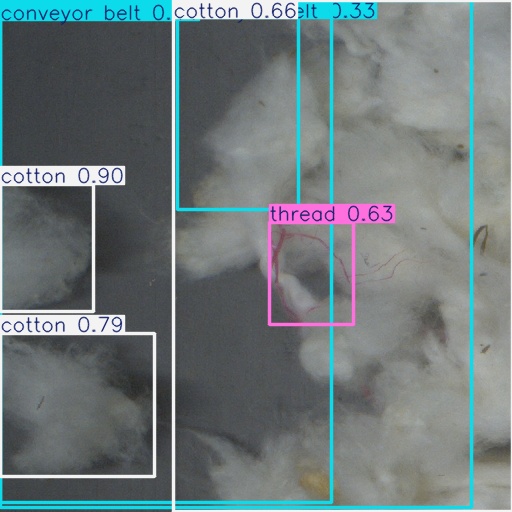 conveyor belt 0.
cotton 0.66
elt 0.33
cotton 0.90
thread 0.63
cotton 0.79